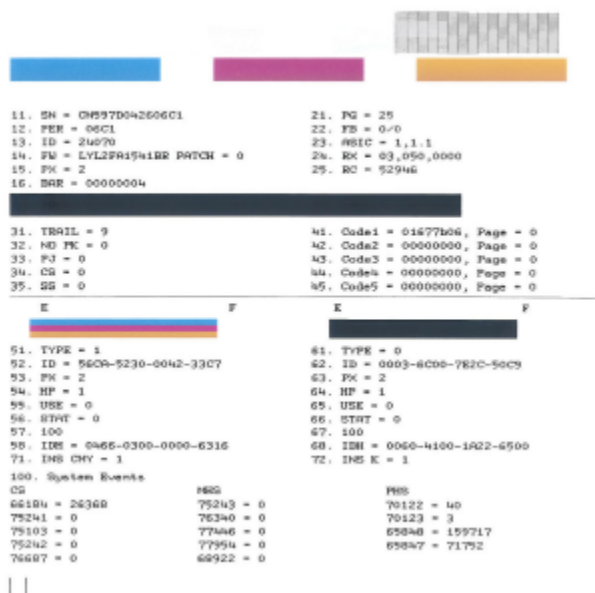 11. SN = CN597D042606C1
12. PER = 06C1
13. ID = 24070
14. FW = LYL2FA1541BR PATCH = 0
15. PX = 2
16. BAR = 00000004
21. PG = 25
22. FB = 0/0
23. ASIC = 1,1.1
24. RX = 03,050,0000
25. RC = 52946
31. TRAIL = 9
32. NO PK = 0
33. PJ = 0
34. CS = 0
35. SS = 0
41. Code1 = 01677b06, Page = 0
42. Code2 = 00000000, Page = 0
43. Code3 = 00000000, Page = 0
44. Code4 = 00000000, Page = 0
45. Code5 = 00000000, Page = 0
E F
51. TYPE = 1
52. ID = 56CA-5230-0042-33C7
53. PX = 2
54. HP = 1
55. USE = 0
56. STAT = 0
57. 100
58. IDH = 0466-0300-0000-6316
71. INS CMY = 1
E F
61. TYPE = 0
62. ID = 0003-6C00-7E2C-50C9
63. PX = 2
64. HP = 1
65. USE = 0
66. STAT = 0
67. 100
68. IDH = 0060-4100-1A22-6500
72. INS K = 1
100. System Events
CS
66184 = 26368
75241 = 0
75103 = 0
75242 = 0
76687 = 0
MRS
75243 = 0
76340 = 0
77446 = 0
77954 = 0
68922 = 0
PHS
70122 = 40
70123 = 3
65848 = 159717
65847 = 71752